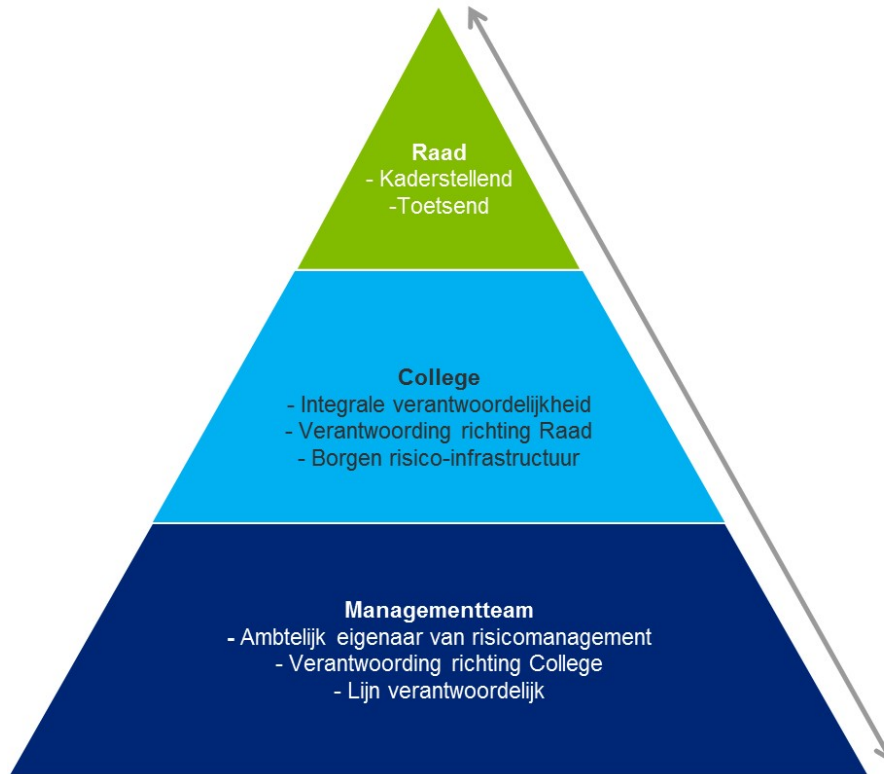 Raad
- Kaderstellend
-Toetsend
College
- Integrale verantwoordelijkheid
- Verantwoording richting Raad
- Borgen risico-infrastructuur
Managementteam
- Ambtelijk eigenaar van risicomanagement
- Verantwoording richting College
- Lijn verantwoordelijk